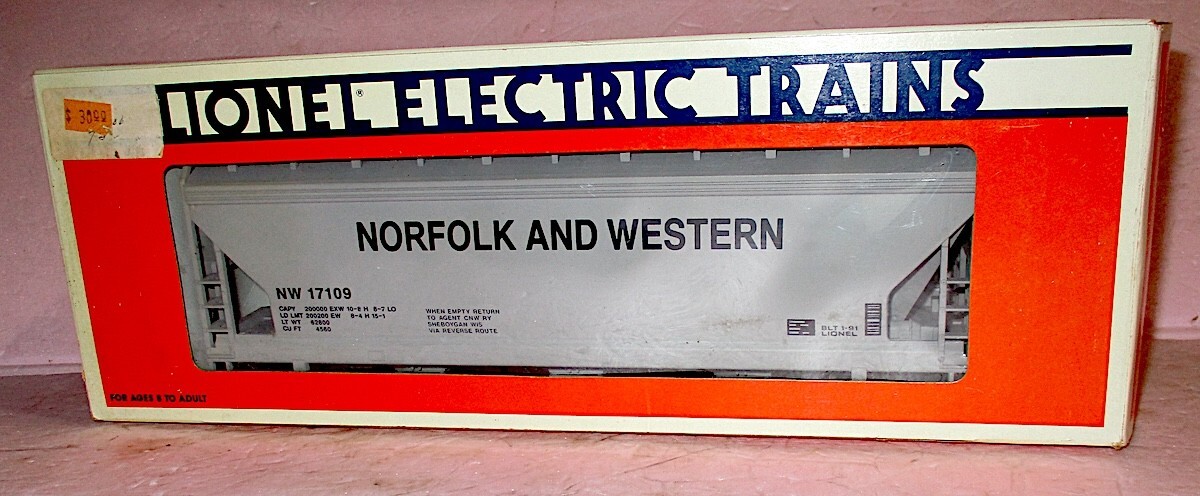 LIONEL® ELECTRIC TRAINS
$ 30.00
NORFOLK AND WESTERN
NW 17109
CAPY 200000 EXW 10-8 H 8-7 LO
LD LMT 200200 EW 8-4 H 15-1
LT WT 62800
CU FT 4560
WHEN EMPTY RETURN
TO AGENT CNW RY
SHEBOYGAN WIS
VIA REVERSE ROUTE
BLT 1-91
LIONEL
FOR AGES 8 TO ADULT